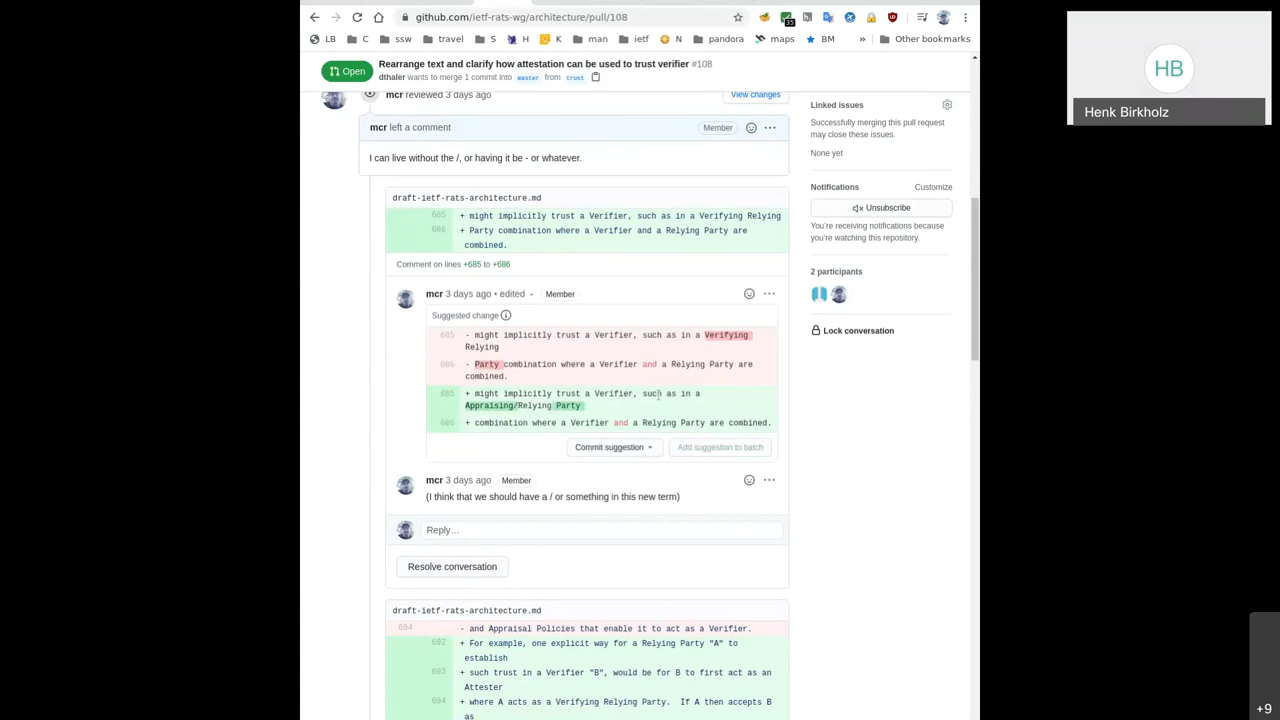 github.com/ietf-rats-wg/architecture/pull/108
35
LB C ssw travel S H K man ietf N pandora maps BM » Other bookmarks
Open
Rearrange text and clarify how attestation can be used to trust verifier #108
dthaler wants to merge 1 commit into master from trust
mcr reviewed 3 days ago
View changes
mcr left a comment
Member
I can live without the /, or having it be - or whatever.
draft-ietf-rats-architecture.md
685 + might implicitly trust a Verifier, such as in a Verifying Relying
686 + Party combination where a Verifier and a Relying Party are
combined.
Comment on lines +685 to +686
mcr 3 days ago • edited Member
Suggested change
685 - might implicitly trust a Verifier, such as in a Verifying
Relying
686 - Party combination where a Verifier and a Relying Party are
combined.
685 + might implicitly trust a Verifier, such as in a
Appraising/Relying Party
686 + combination where a Verifier and a Relying Party are combined.
Commit suggestion
Add suggestion to batch
mcr 3 days ago Member
(I think that we should have a / or something in this new term)
Reply...
Resolve conversation
draft-ietf-rats-architecture.md
694 - and Appraisal Policies that enable it to act as a Verifier.
692 + For example, one explicit way for a Relying Party "A" to
establish
693 + such trust in a Verifier "B", would be for B to first act as an
Attester
694 + where A acts as a Verifying Relying Party. If A then accepts B
as
Linked issues
Successfully merging this pull request
may close these issues.
None yet
Notifications
Customize
Unsubscribe
You're receiving notifications because
you're watching this repository.
2 participants
Lock conversation
HB
Henk Birkholz
+9